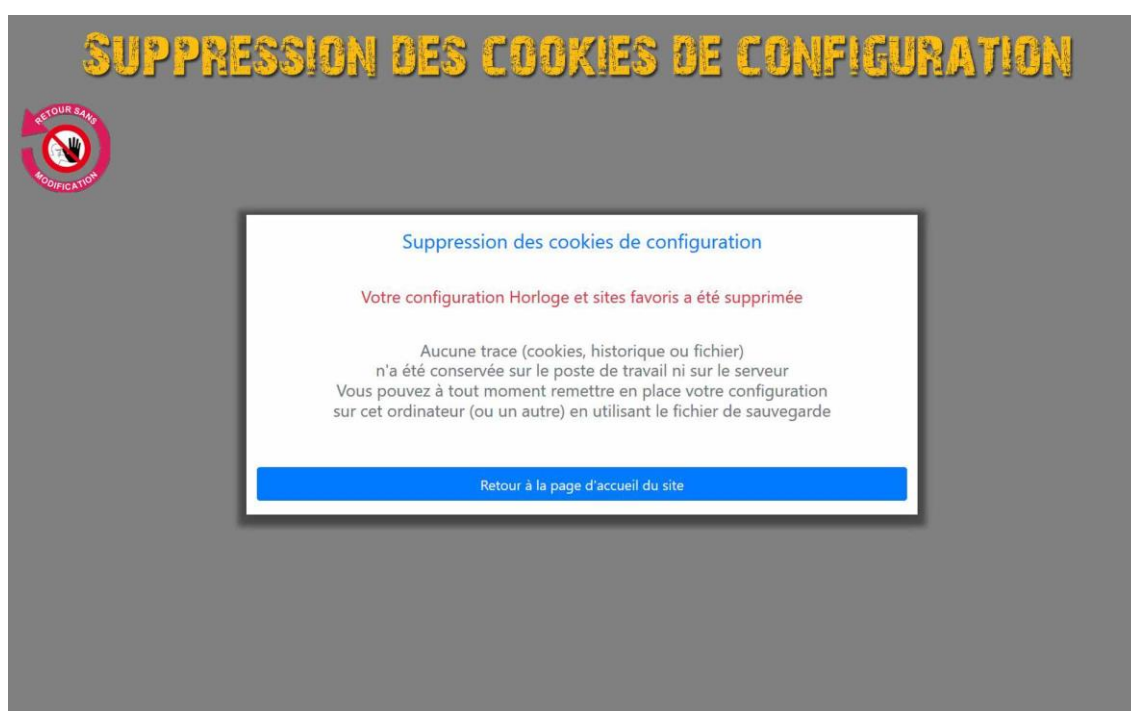 SUPPRESSION DES COOKIES DE CONFIGURATION
RETOUR SANS
MODIFICATION
Suppression des cookies de configuration
Votre configuration Horloge et sites favoris a été supprimée
Aucune trace (cookies, historique ou fichier)
n'a été conservée sur le poste de travail ni sur le serveur
Vous pouvez à tout moment remettre en place votre configuration
sur cet ordinateur (ou un autre) en utilisant le fichier de sauvegarde
Retour à la page d'accueil du site